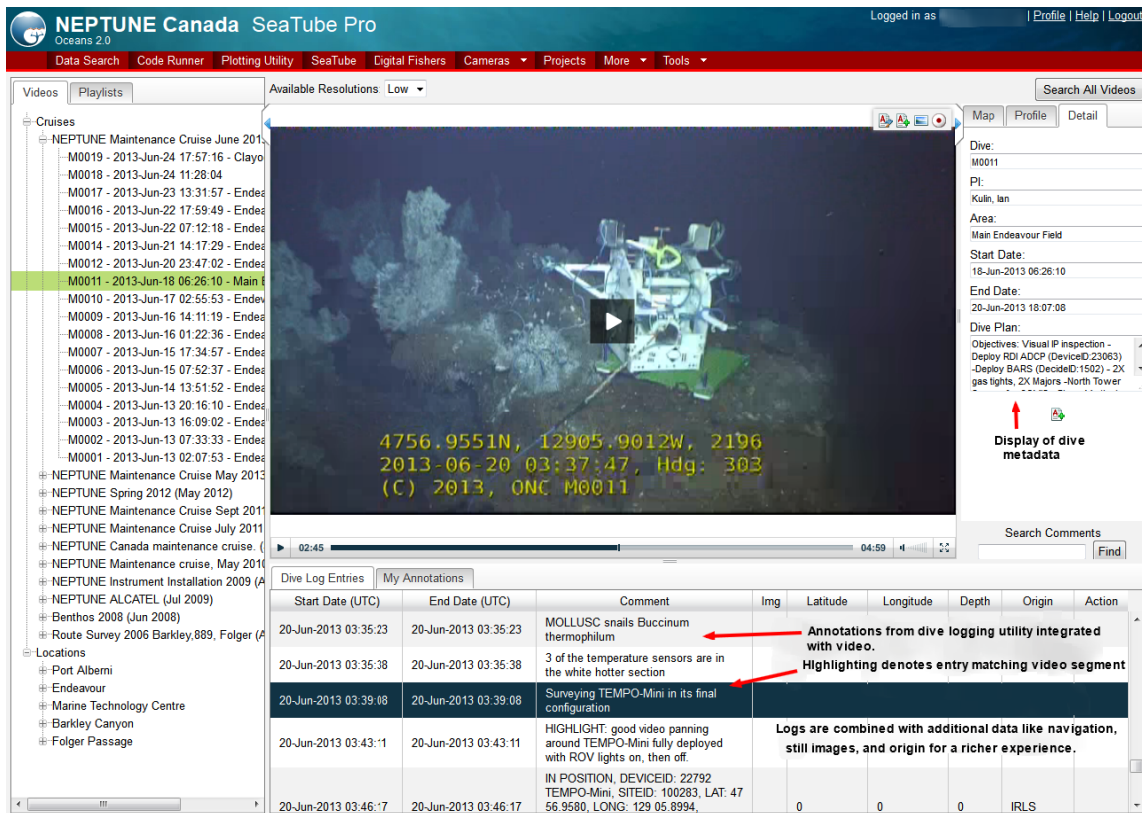 NEPTUNE Canada SeaTube Pro
Oceans 2.0
Logged in as | Profile | Help | Logout
Data Search Code Runner Plotting Utility SeaTube Digital Fishers Cameras Projects More Tools
Videos Playlists
Available Resolutions: Low
Search All Videos
Cruises
NEPTUNE Maintenance Cruise June 201
M0019 - 2013-Jun-24 17:57:16 - Clayo
M0018 - 2013-Jun-24 11:28:04
M0017 - 2013-Jun-23 13:31:57 - Endea
M0016 - 2013-Jun-22 17:59:49 - Endea
M0015 - 2013-Jun-22 07:12:18 - Endea
M0014 - 2013-Jun-21 14:17:29 - Endea
M0012 - 2013-Jun-20 23:47:02 - Endea
M0011 - 2013-Jun-18 06:26:10 - Main E
M0010 - 2013-Jun-17 02:55:53 - Endev
M0009 - 2013-Jun-16 14:11:19 - Endea
M0008 - 2013-Jun-16 01:22:36 - Endea
M0007 - 2013-Jun-15 17:34:57 - Endea
M0006 - 2013-Jun-15 07:52:37 - Endea
M0005 - 2013-Jun-14 13:51:52 - Endea
M0004 - 2013-Jun-13 20:16:10 - Endea
M0003 - 2013-Jun-13 16:09:02 - Endea
M0002 - 2013-Jun-13 07:33:33 - Endea
M0001 - 2013-Jun-13 02:07:53 - Endea
NEPTUNE Maintenance Cruise May 2013
NEPTUNE Spring 2012 (May 2012)
NEPTUNE Maintenance Cruise Sept 201
NEPTUNE Maintenance Cruise July 2011
NEPTUNE Canada maintenance cruise. (
NEPTUNE Maintenance cruise, May 2010
NEPTUNE Instrument Installation 2009 (A
NEPTUNE ALCATEL (Jul 2009)
Benthos 2008 (Jun 2008)
Route Survey 2006 Barkley,889, Folger (A
Locations
Port Alberni
Endeavour
Marine Technology Centre
Barkley Canyon
Folger Passage
4756.9551N, 12905.9012W, 2196
2013-06-20 03:37:47, Hdg: 303
(C) 2013, ONC M0011
02:45 04:59
Map Profile Detail
Dive:
M0011
PI:
Kulin, Ian
Area:
Main Endeavour Field
Start Date:
18-Jun-2013 06:26:10
End Date:
20-Jun-2013 18:07:08
Dive Plan:
Objectives: Visual IP inspection -
Deploy RDI ADCP (DeviceID:23063)
-Deploy BARS (DecideID:1502) - 2X
gas tights, 2X Majors -North Tower
Display of dive
metadata
Search Comments
Find
Dive Log Entries My Annotations
Start Date (UTC) End Date (UTC) Comment Img Latitude Longitude Depth Origin Action
20-Jun-2013 03:35:23 20-Jun-2013 03:35:23 MOLLUSC snails Buccinum
thermophilum
Annotations from dive logging utility integrated
with video.
20-Jun-2013 03:35:38 20-Jun-2013 03:35:38 3 of the temperature sensors are in
the white hotter section
HIghlighting denotes entry matching video segment
20-Jun-2013 03:39:08 20-Jun-2013 03:39:08 Surveying TEMPO-Mini in its final
configuration
20-Jun-2013 03:43:11 20-Jun-2013 03:43:11 HIGHLIGHT: good video panning
around TEMPO-Mini fully deployed
with ROV lights on, then off.
Logs are combined with additional data like navigation,
still images, and origin for a richer experience.
20-Jun-2013 03:46:17 20-Jun-2013 03:46:17 IN POSITION, DEVICEID: 22792
TEMPO-Mini, SITEID: 100283, LAT: 47
56.9580, LONG: 129 05.8994, 0 0 0 IRLS